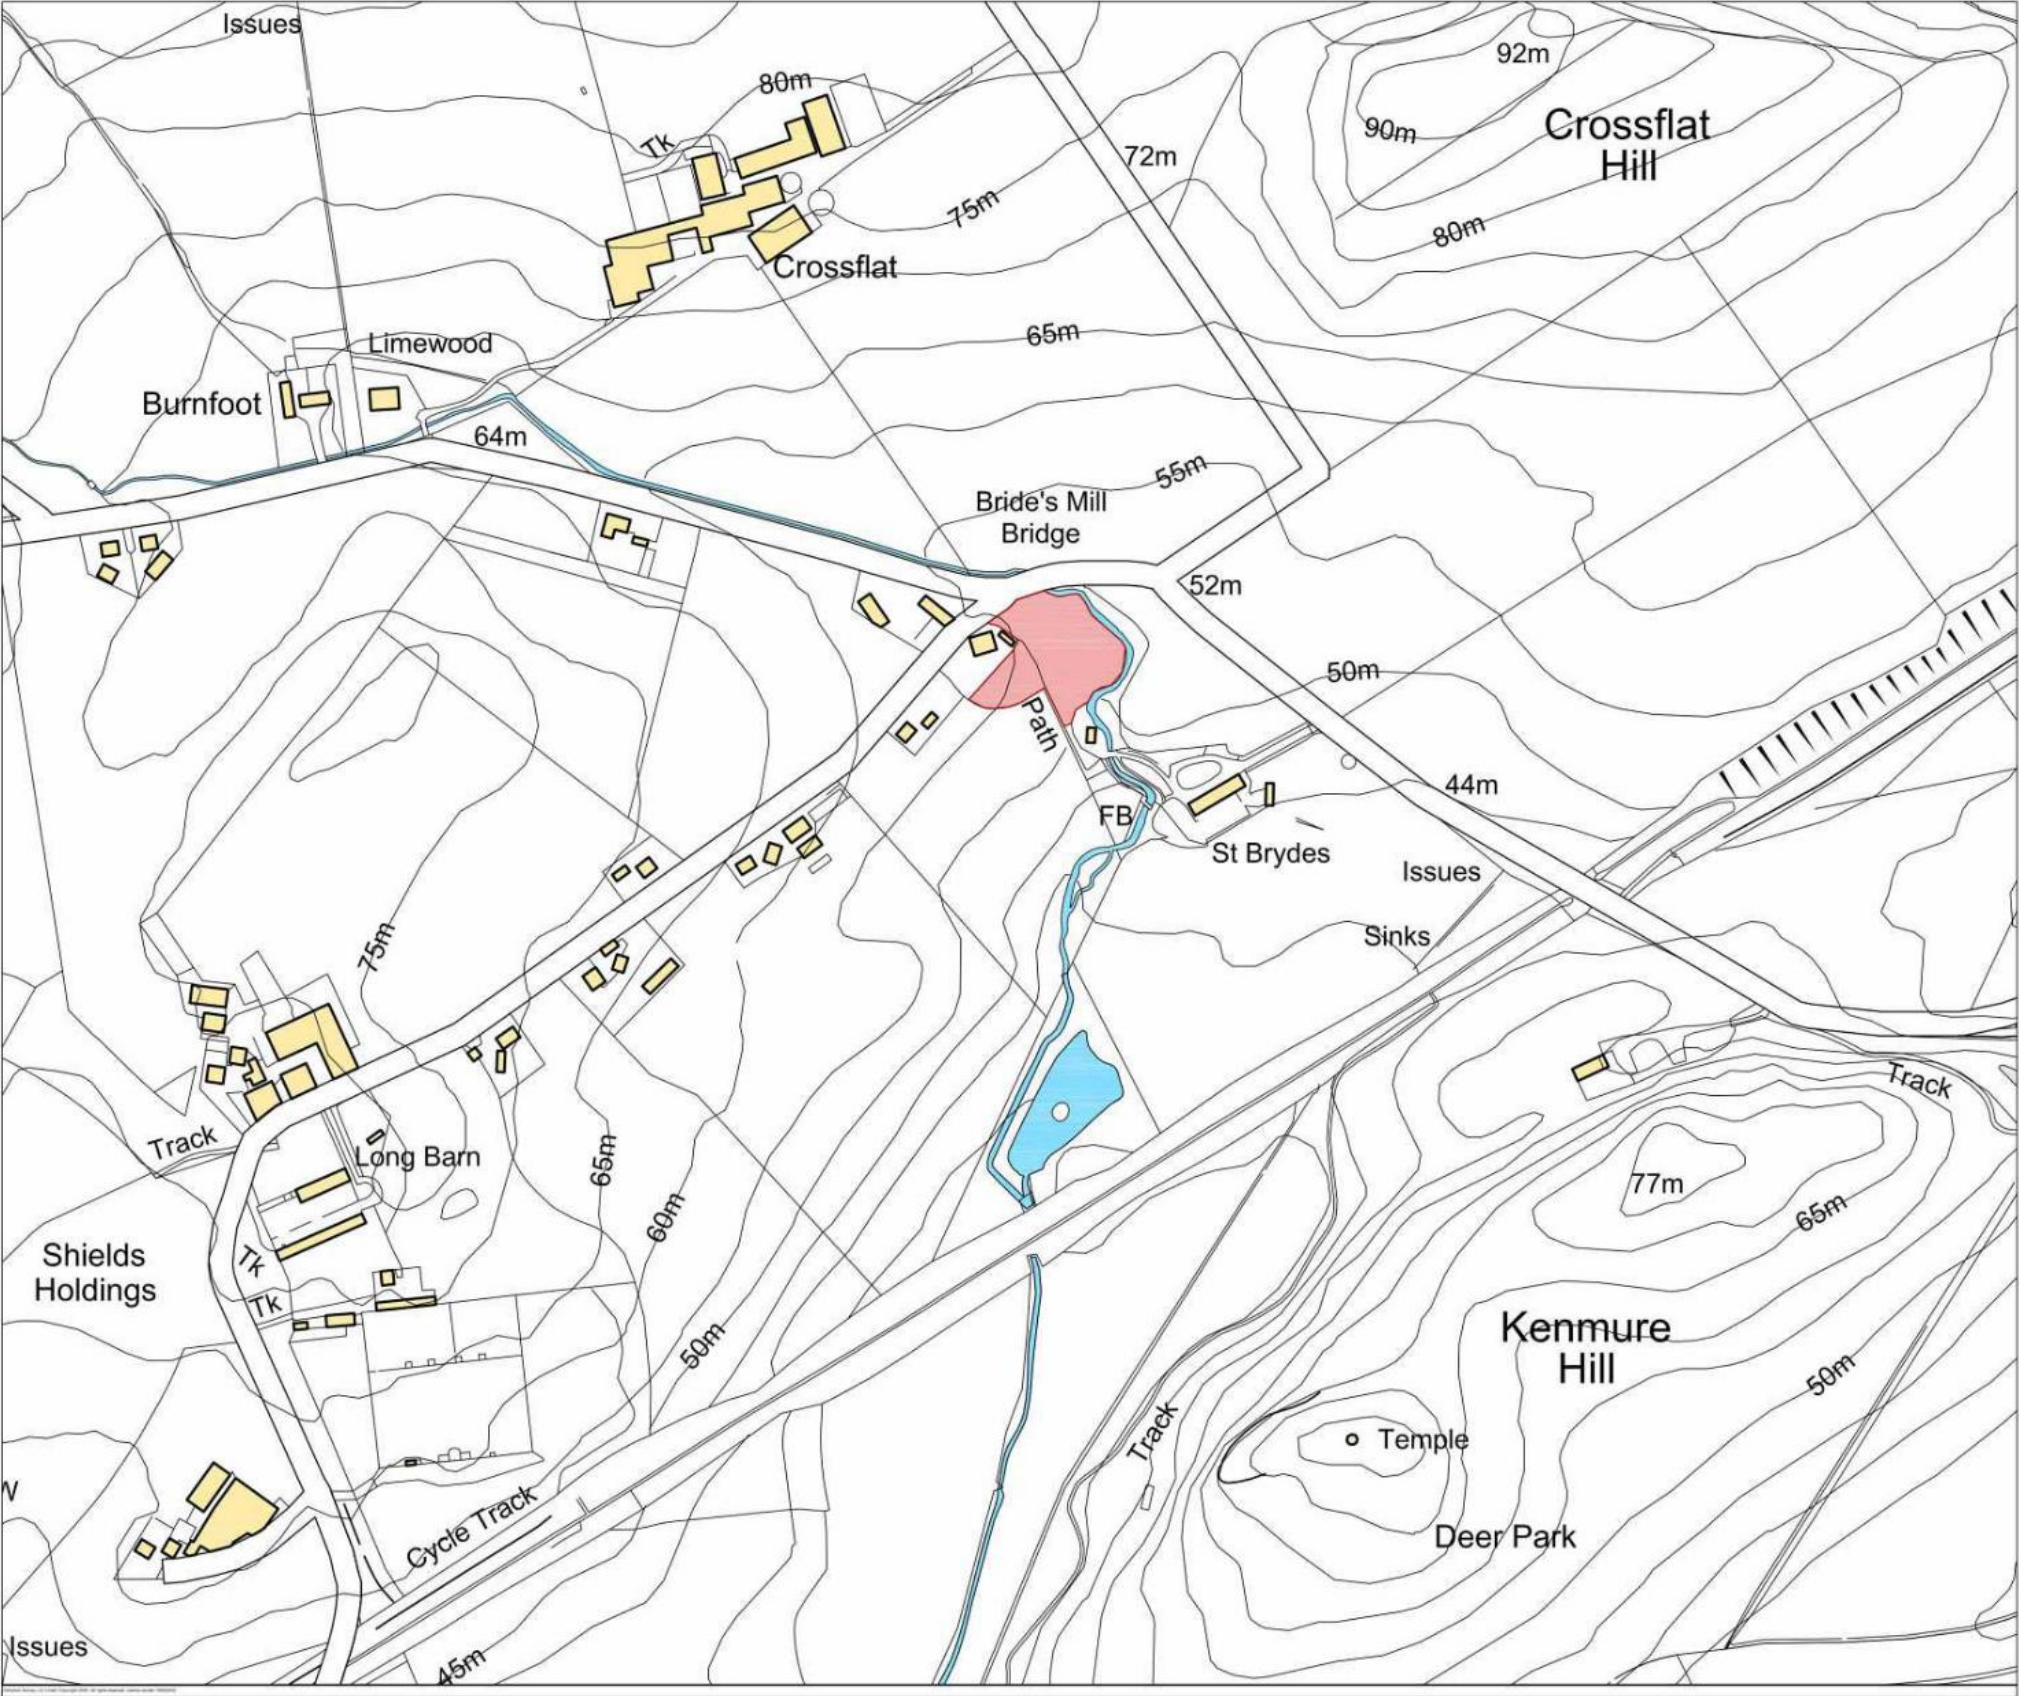 Issues
92m
80m
90m
Crossflat
Hill
Tk
72m
75m
80m
Crossflat
65m
Limewood
Burnfoot
64m
55m
Bride's Mill
Bridge
52m
50m
Path
44m
FB
St Brydes
Issues
Sinks
75m
Track
Track
Long Barn
65m
77m
60m
65m
Shields
Holdings
Tk
Tk
Kenmure
Hill
50m
50m
Track
Temple
Cycle Track
Deer Park
Issues
45m